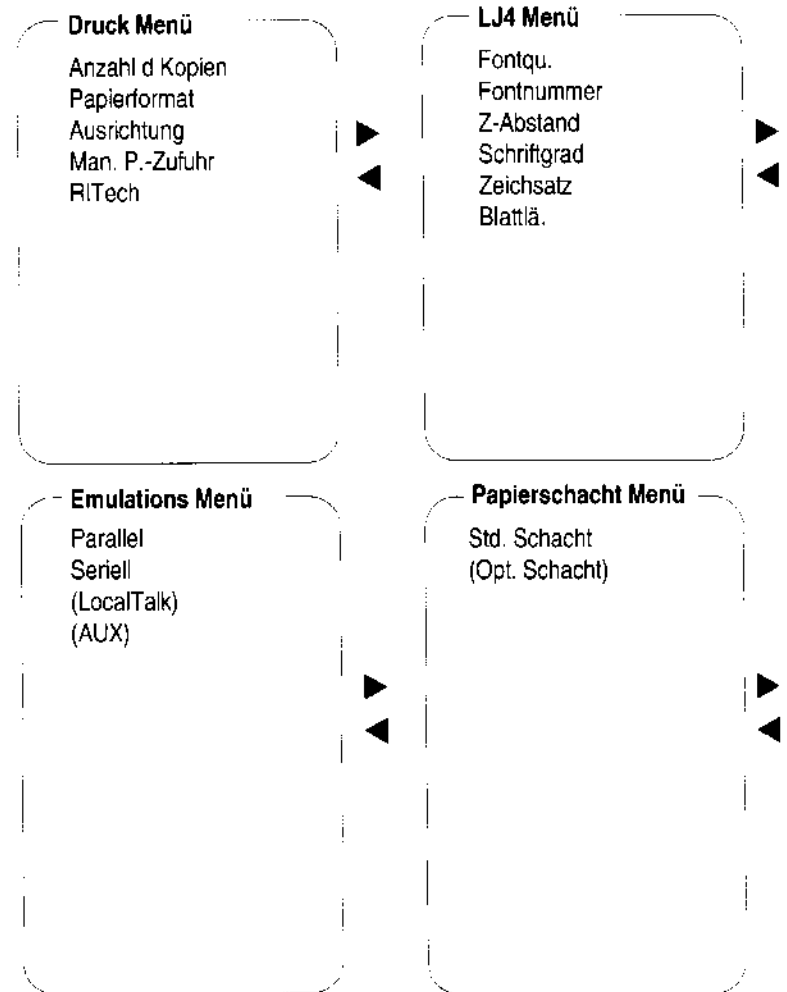 Druck Menü
Anzahl d Kopien
Papierformat
Ausrichtung
Man. P.-Zufuhr
RITech
LJ4 Menü
Fontqu.
Fontnummer
Z-Abstand
Schriftgrad
Zeichsatz
Blattlä.
Emulations Menü
Parallel
Seriell
(LocalTalk)
(AUX)
Papierschacht Menü
Std. Schacht
(Opt. Schacht)